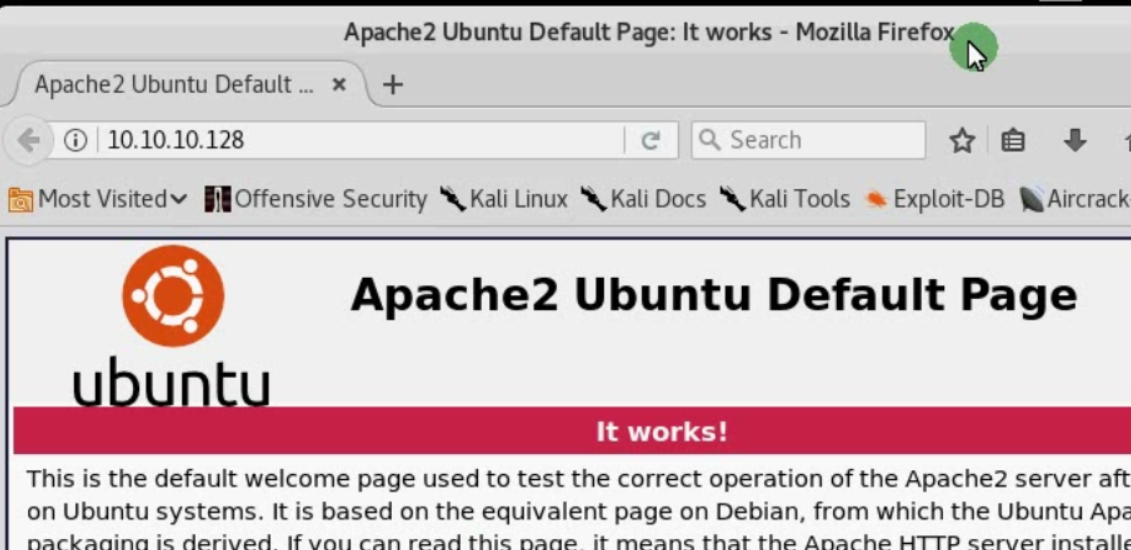 Apache2 Ubuntu Default Page: It works - Mozilla Firefox
Apache2 Ubuntu Default ...
10.10.10.128
Search
Most Visited Offensive Security Kali Linux Kali Docs Kali Tools Exploit-DB Aircrack
Apache2 Ubuntu Default Page
ubuntu
It works!
This is the default welcome page used to test the correct operation of the Apache2 server aft
on Ubuntu systems. It is based on the equivalent page on Debian, from which the Ubuntu Apa
packaging is derived. If you can read this page, it means that the Apache HTTP server installe